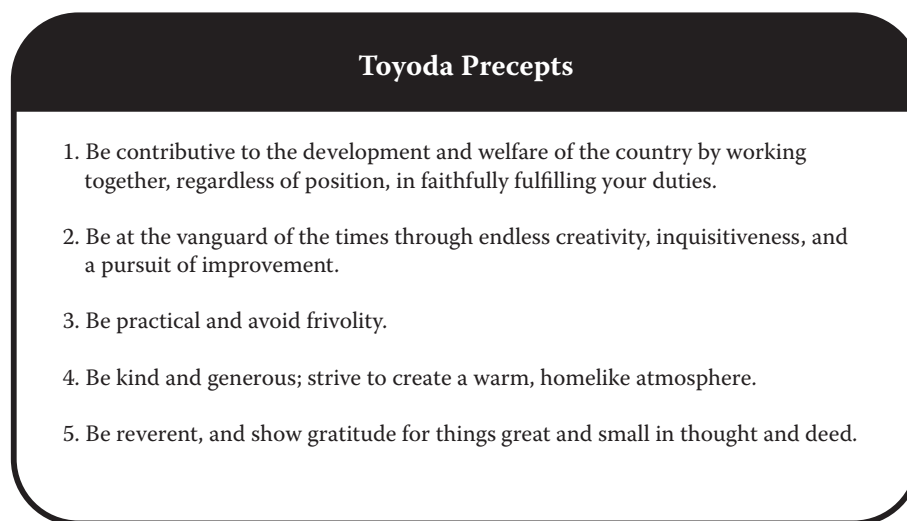 Toyoda Precepts
1. Be contributive to the development and welfare of the country by working
together, regardless of position, in faithfully fulfilling your duties.
2. Be at the vanguard of the times through endless creativity, inquisitiveness, and
a pursuit of improvement.
3. Be practical and avoid frivolity.
4. Be kind and generous; strive to create a warm, homelike atmosphere.
5. Be reverent, and show gratitude for things great and small in thought and deed.